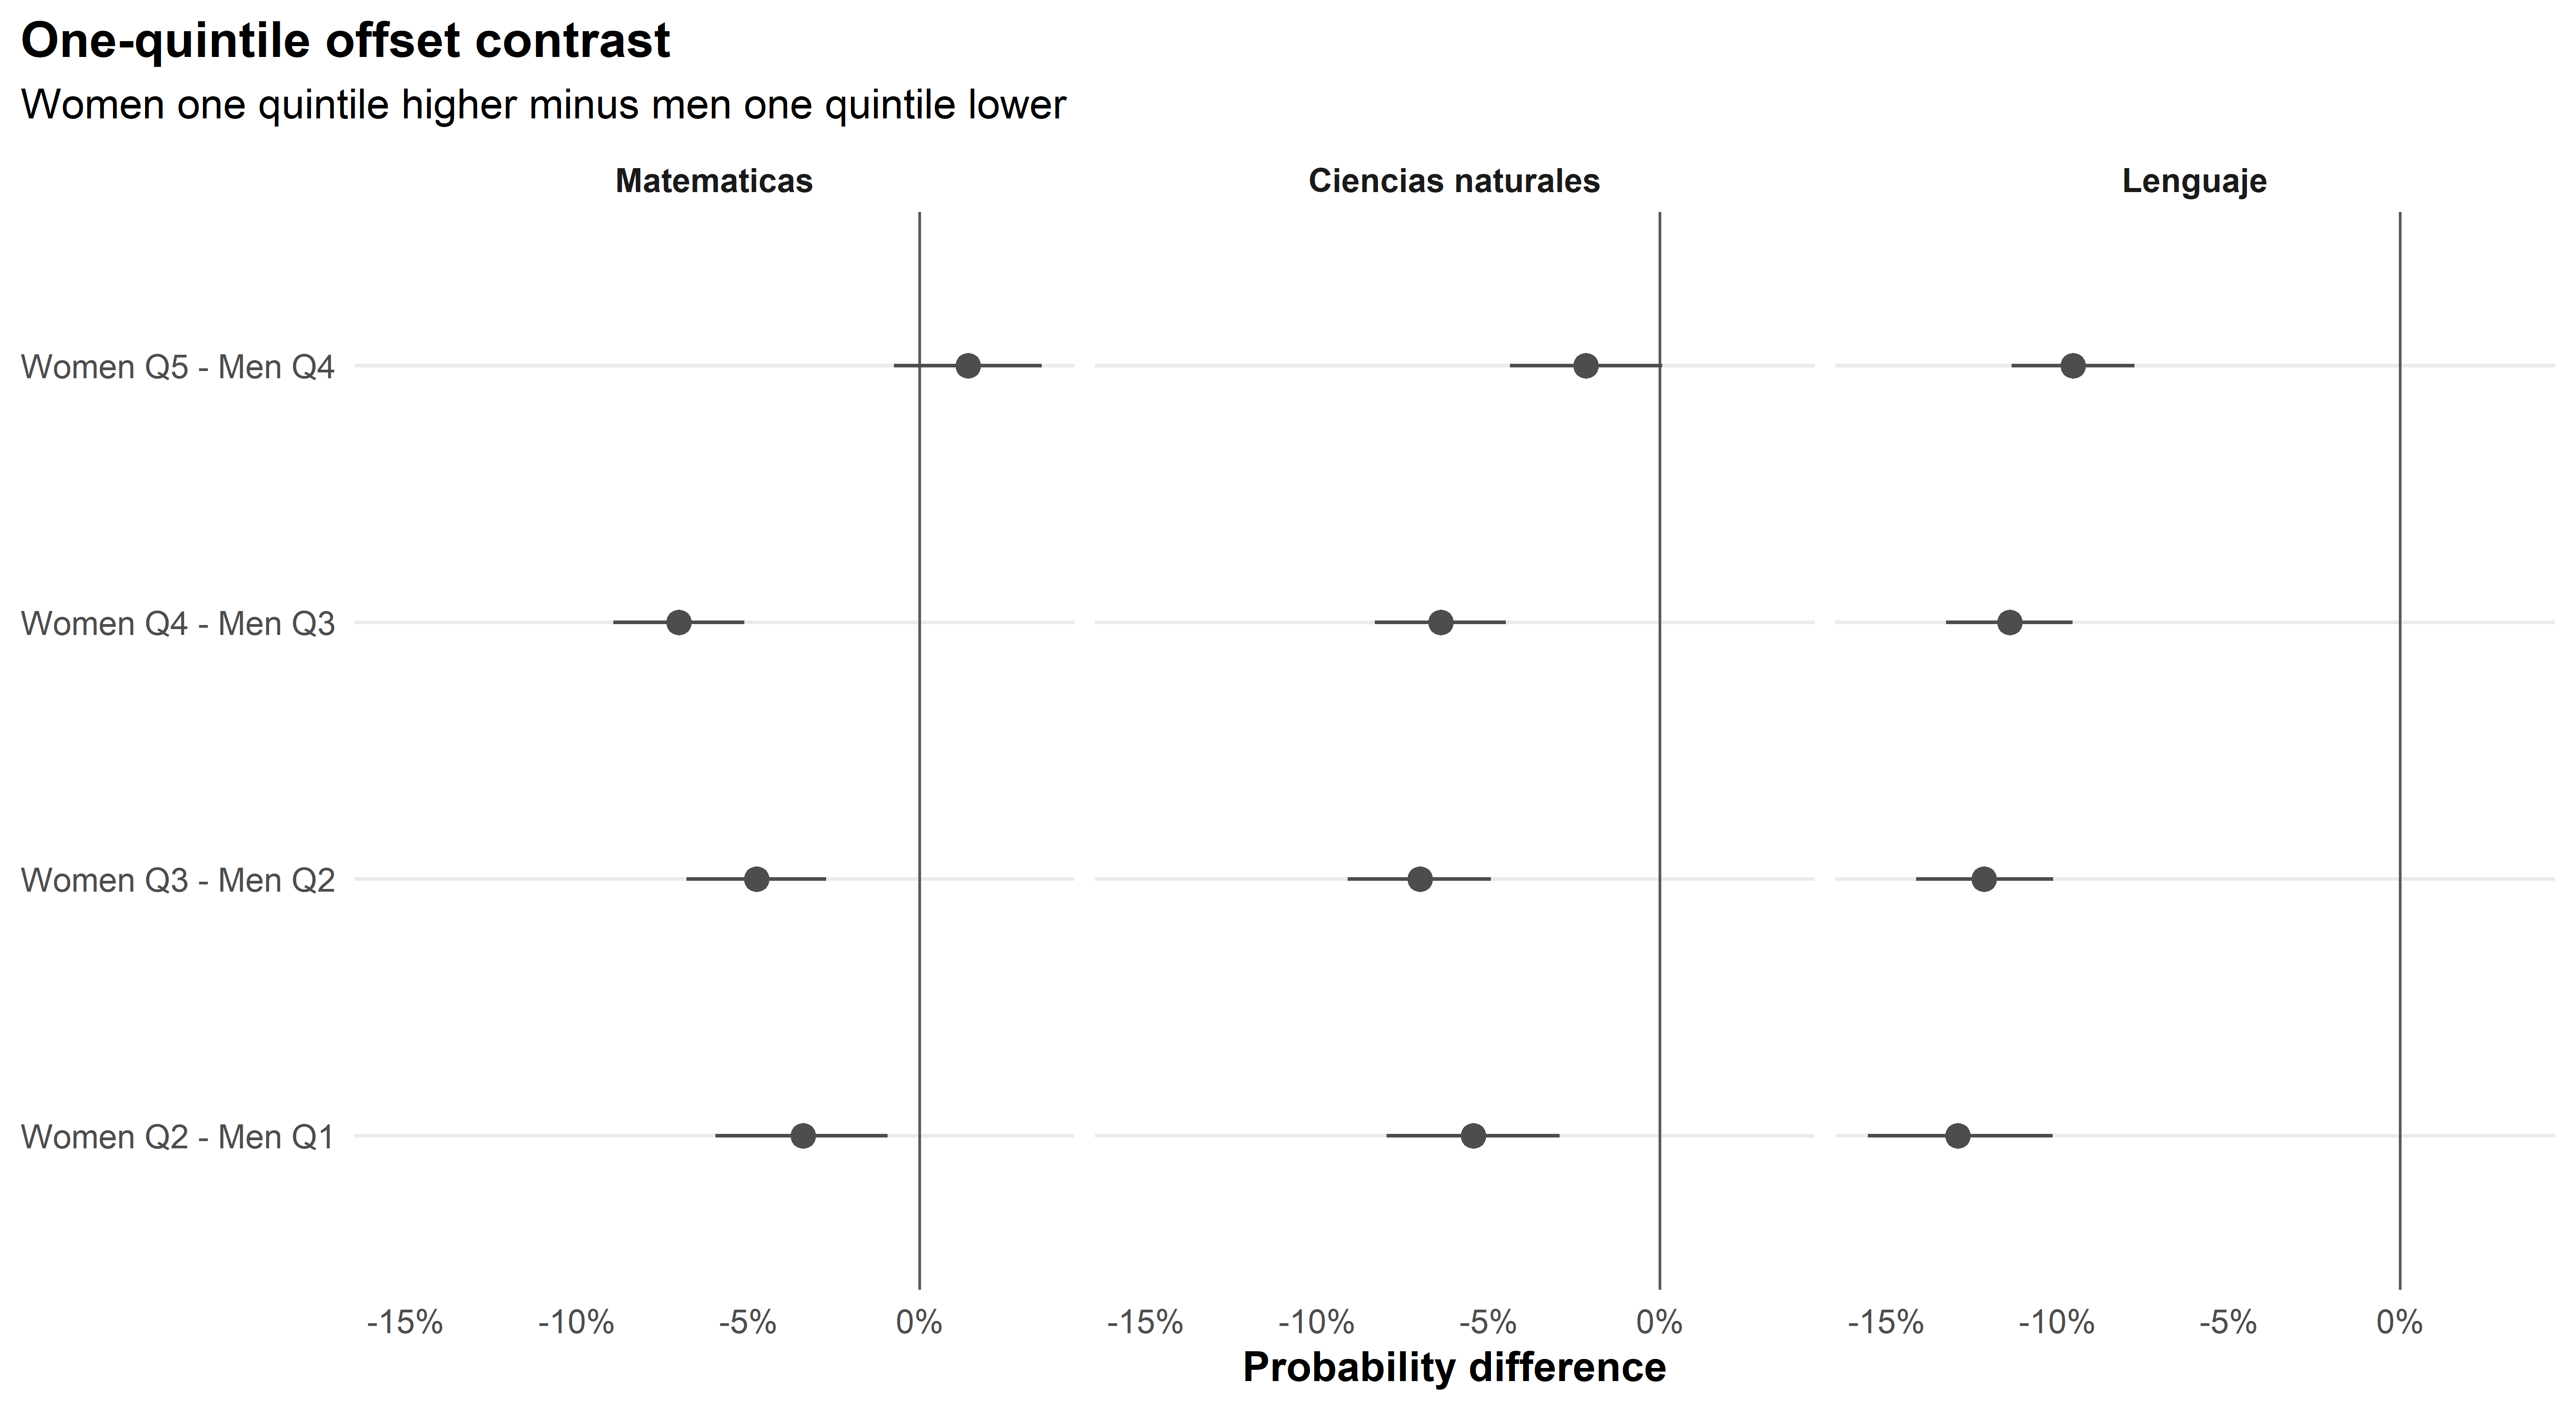 One-quintile offset contrast
Women one quintile higher minus men one quintile lower
Matematicas
Ciencias naturales
Lenguaje
Women Q5 - Men Q4
Women Q4 - Men Q3
Women Q3 - Men Q2
Women Q2 - Men Q1
-15% -10% -5% 0% -15% -10% -5% 0% -15% -10% -5% 0%
Probability difference